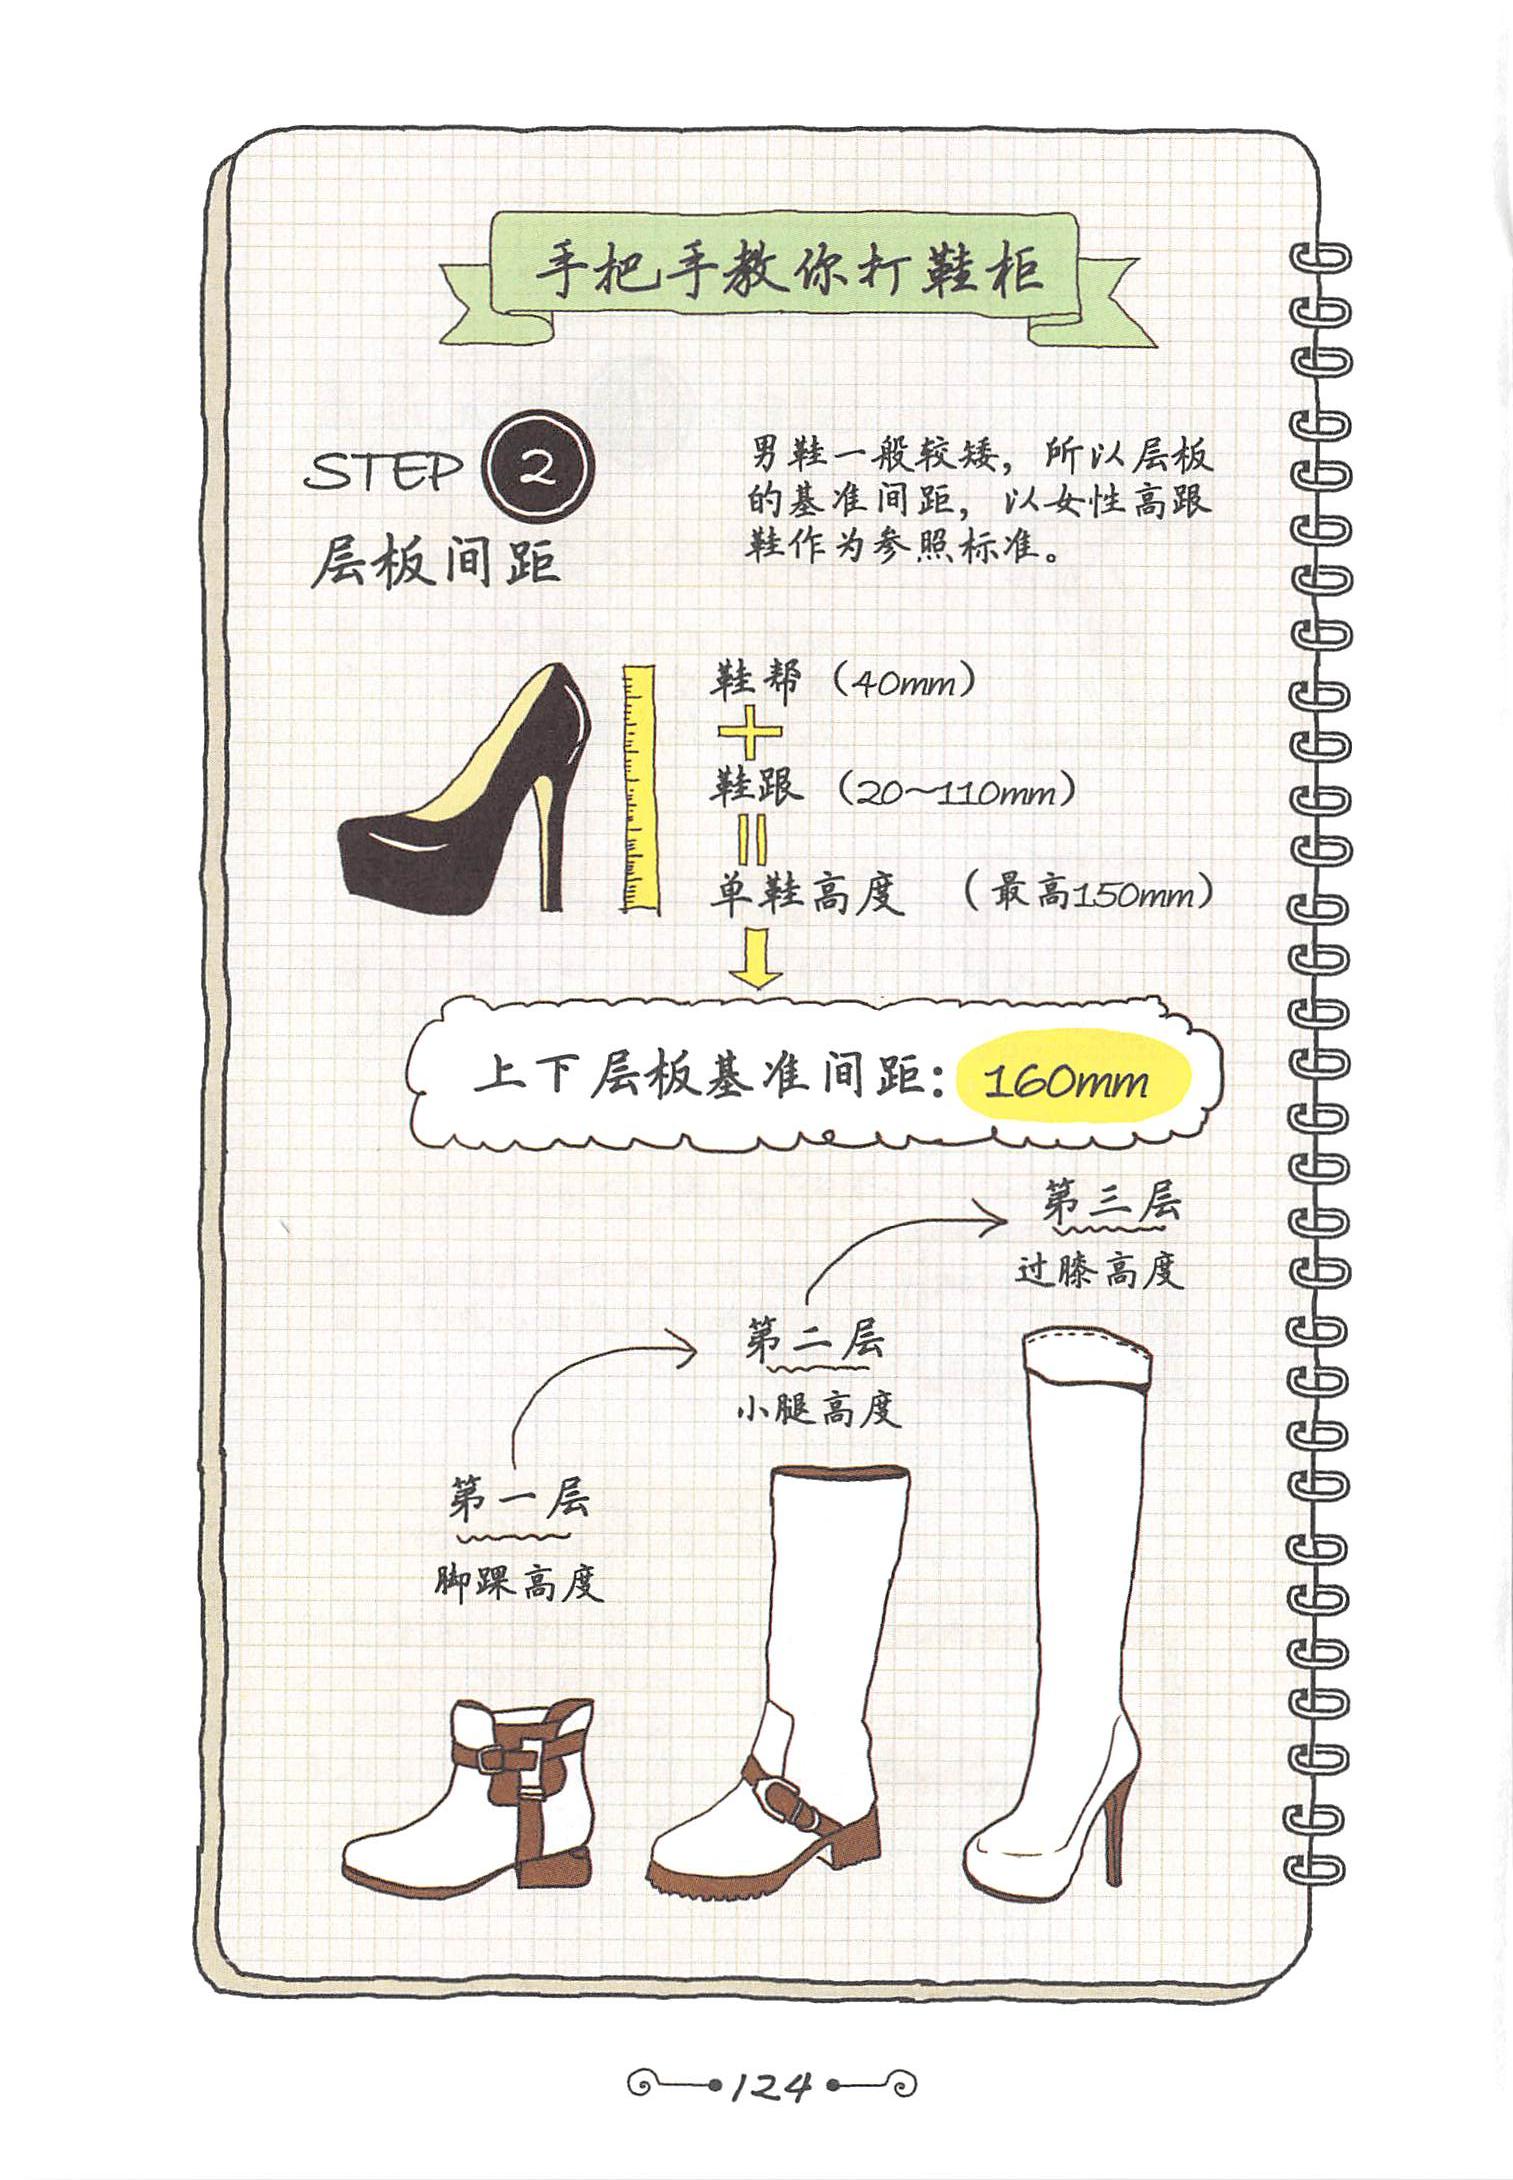 手把手教你打鞋柜
STEP 2
层板间距
男鞋一般较矮，所以层板
的基准间距，以女性高跟
鞋作为参照标准。
鞋帮（40mm）
+
鞋跟（20~110mm）
=
单鞋高度（最高150mm）
上下层板基准间距：160mm
第三层
过膝高度
第二层
小腿高度
第一层
脚踝高度
124